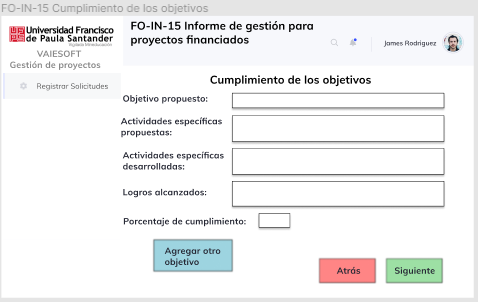 FO-IN-15 Cumplimiento de los objetivos
Universidad Francisco
de Paula Santander
VAIESOFT
Gestión de proyectos
Registrar Solicitudes
FO-IN-15 Informe de gestión para
proyectos financiados
James Rodriguez
Cumplimiento de los objetivos
Objetivo propuesto:
Actividades específicas
propuestas:
Actividades específicas
desarrolladas:
Logros alcanzados:
Porcentaje de cumplimiento:
Agregar otro
objetivo
Atrás
Siguiente